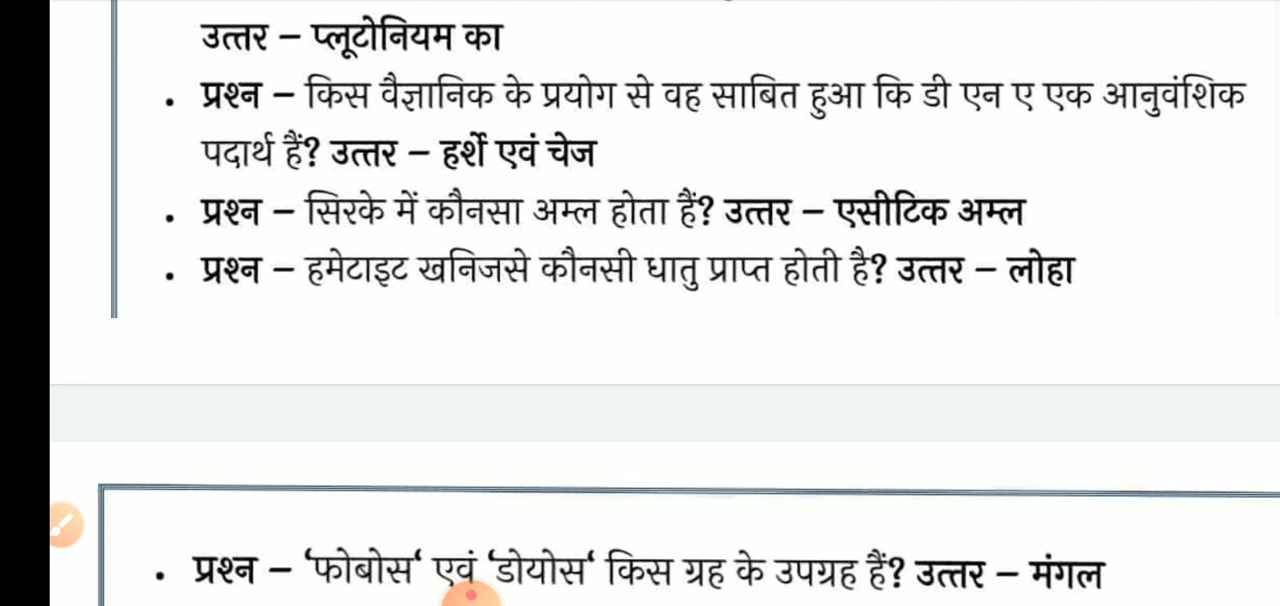 उत्तर – प्लूटोनियम का
• प्रश्न – किस वैज्ञानिक के प्रयोग से वह साबित हुआ कि डी एन ए एक आनुवंशिक
पदार्थ हैं? उत्तर – हर्शे एवं चेज
• प्रश्न – सिरके में कौनसा अम्ल होता हैं? उत्तर – एसीटिक अम्ल
• प्रश्न – हमेटाइट खनिजसे कौनसी धातु प्राप्त होती है? उत्तर – लोहा
• प्रश्न – ‘फोबोस‘ एवं ‘डोयोस‘ किस ग्रह के उपग्रह हैं? उत्तर – मंगल